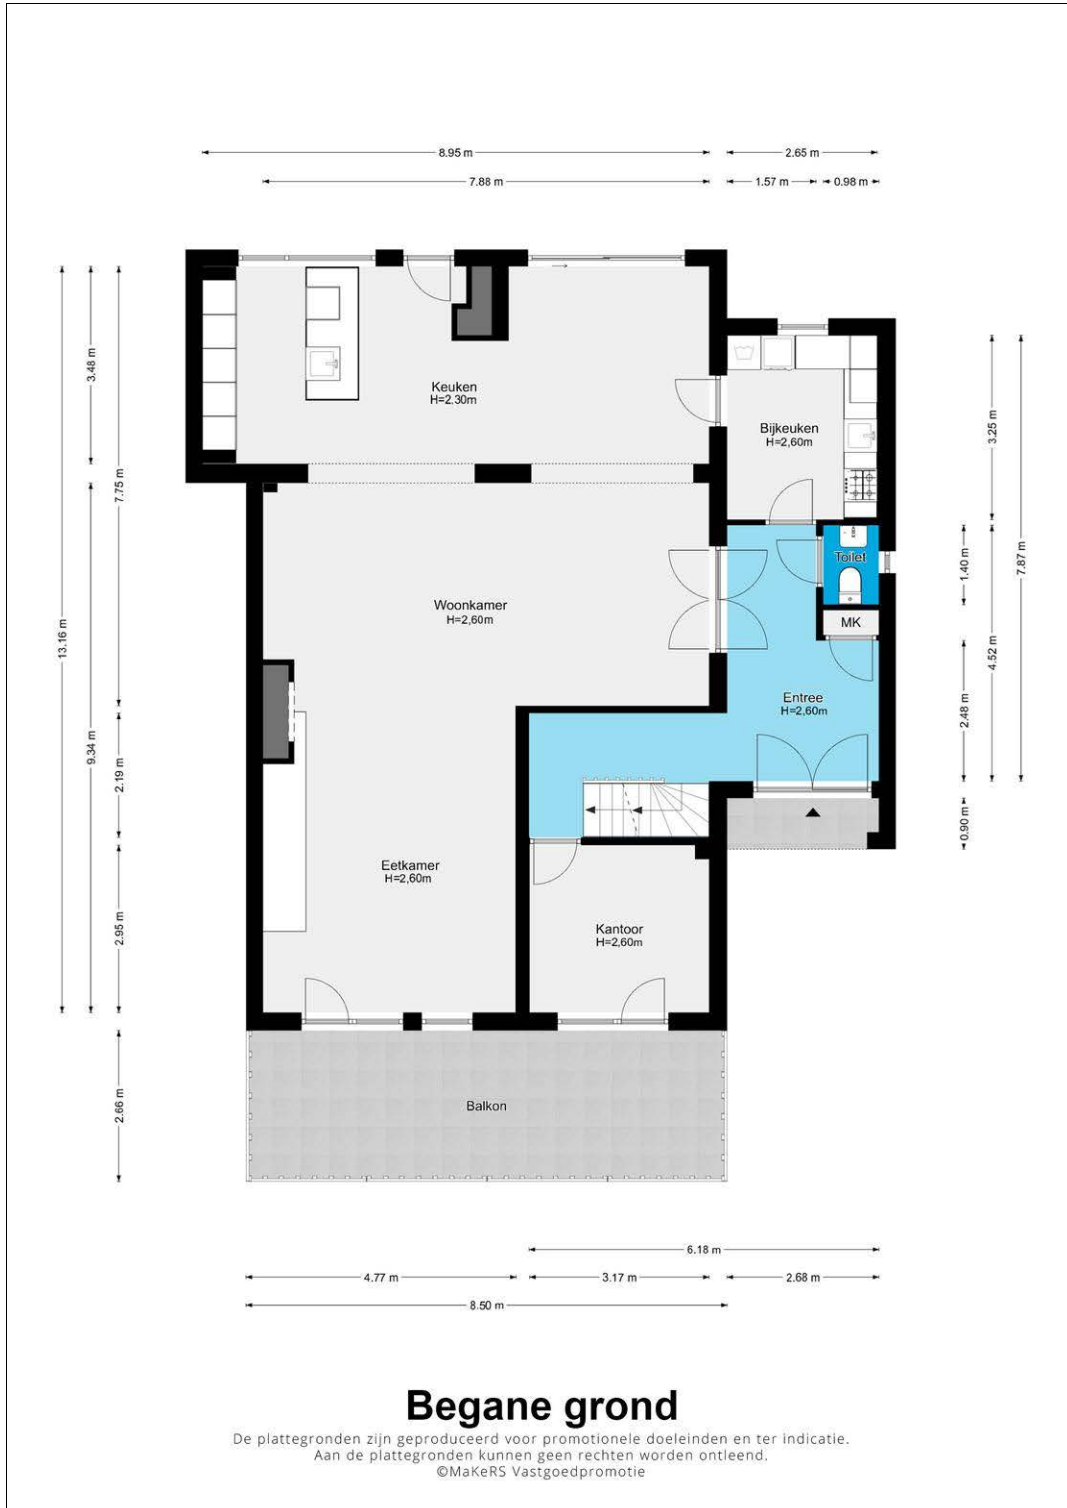 8.95 m
2.65 m
7.88 m
1.57 m
0.98 m
Keuken
H=2.30m
Bijkeuken
H=2,60m
3.48 m
7.75 m
3.25 m
7.87 m
Toilet
1.40 m
Woonkamer
H=2,60m
MK
13.16 m
4.52 m
Entree
H=2,60m
2.48 m
9.34 m
2.19 m
0.90 m
Eetkamer
H=2,60m
Kantoor
H=2,60m
2.95 m
2.66 m
Balkon
6.18 m
4.77 m
3.17 m
2.68 m
8.50 m
Begane grond
De plattegronden zijn geproduceerd voor promotionele doeleinden en ter indicatie.
Aan de plattegronden kunnen geen rechten worden ontleend.
©MaKeRS Vastgoedpromotie